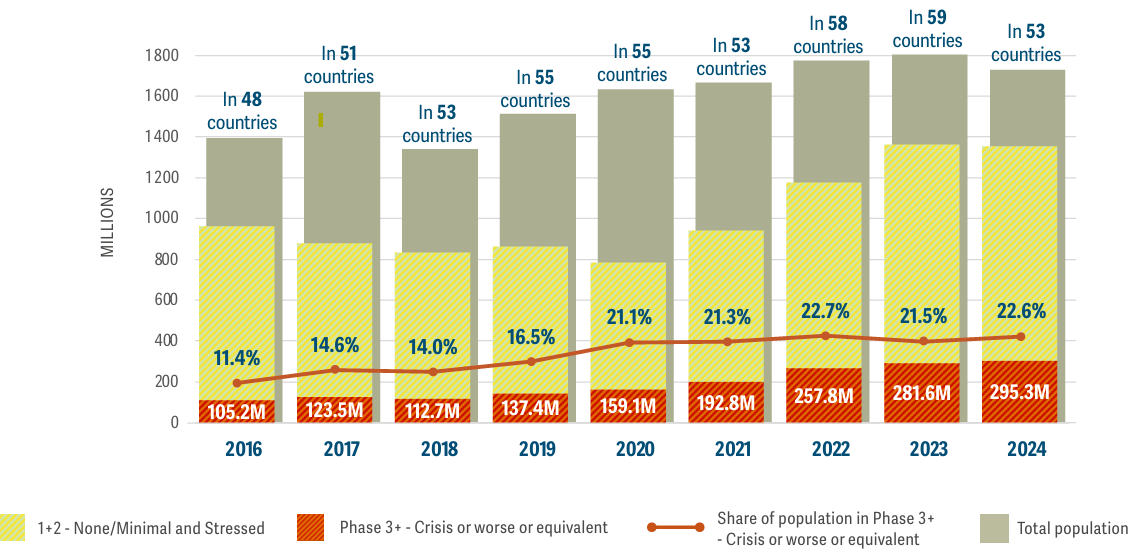 In 48
countries
In 51
countries
In 53
countries
In 55
countries
In 55
countries
In 53
countries
In 58
countries
In 59
countries
In 53
countries
MILLIONS
1800
1600
1400
1200
1000
800
600
400
200
0
11.4%
14.6%
14.0%
16.5%
21.1%
21.3%
22.7%
21.5%
22.6%
105.2M
123.5M
112.7M
137.4M
159.1M
192.8M
257.8M
281.6M
295.3M
2016
2017
2018
2019
2020
2021
2022
2023
2024
1+2 - None/Minimal and Stressed
Phase 3+ - Crisis or worse or equivalent
Share of population in Phase 3+
- Crisis or worse or equivalent
Total population